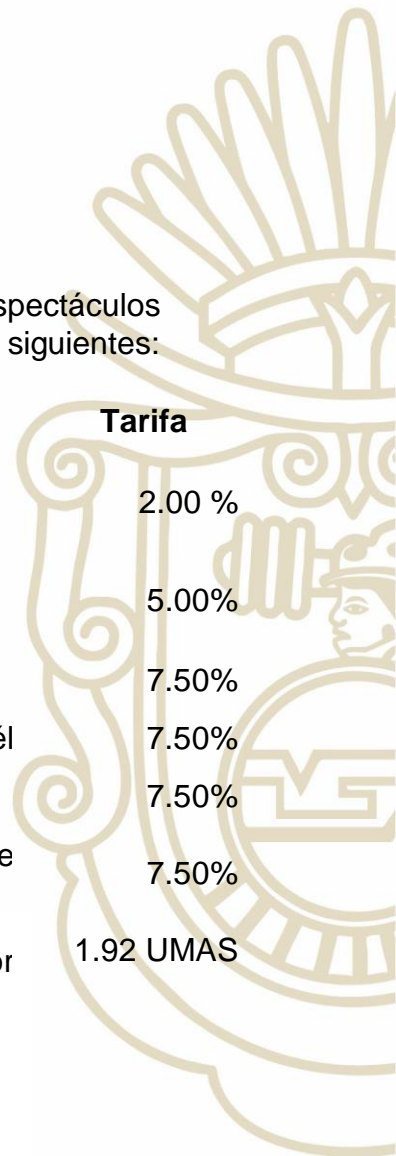 spectáculos
siguientes:
Tarifa
2.00 %
5.00%
7.50%
él 7.50%
7.50%
e 7.50%
or 1.92 UMAS